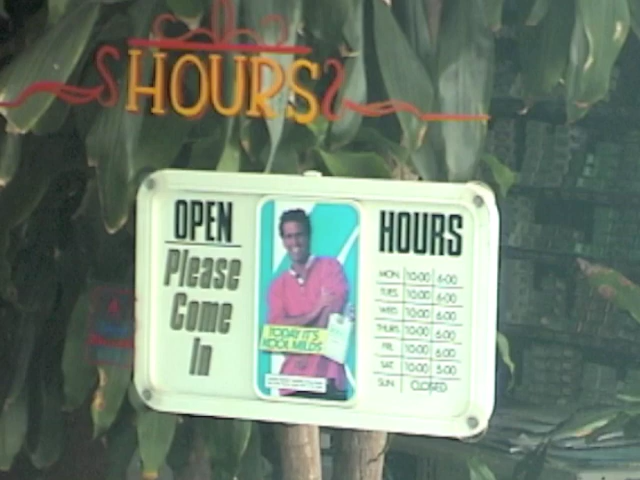 HOURS
OPEN
Please
Come
In
TODAY IT'S
KOOL MILDS
HOURS
MON. 10:00 6:00
TUES. 10:00 6:00
WED. 10:00 6:00
THURS. 10:00 6:00
FRI. 10:00 6:00
SAT. 10:00 5:00
SUN. CLOSED